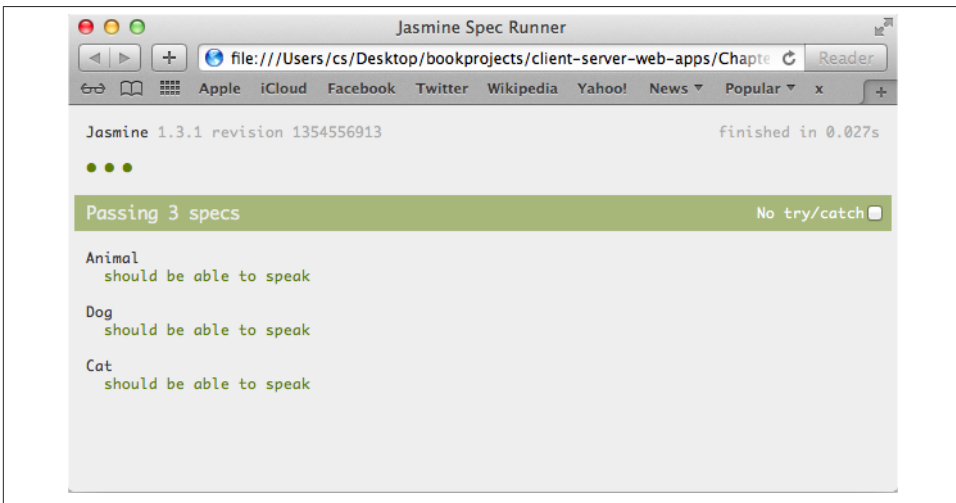 Jasmine Spec Runner
file:///Users/cs/Desktop/bookprojects/client-server-web-apps/Chapte
Reader
Apple iCloud Facebook Twitter Wikipedia Yahoo! News Popular x
Jasmine 1.3.1 revision 1354556913 finished in 0.027s
Passing 3 specs No try/catch
Animal
should be able to speak
Dog
should be able to speak
Cat
should be able to speak